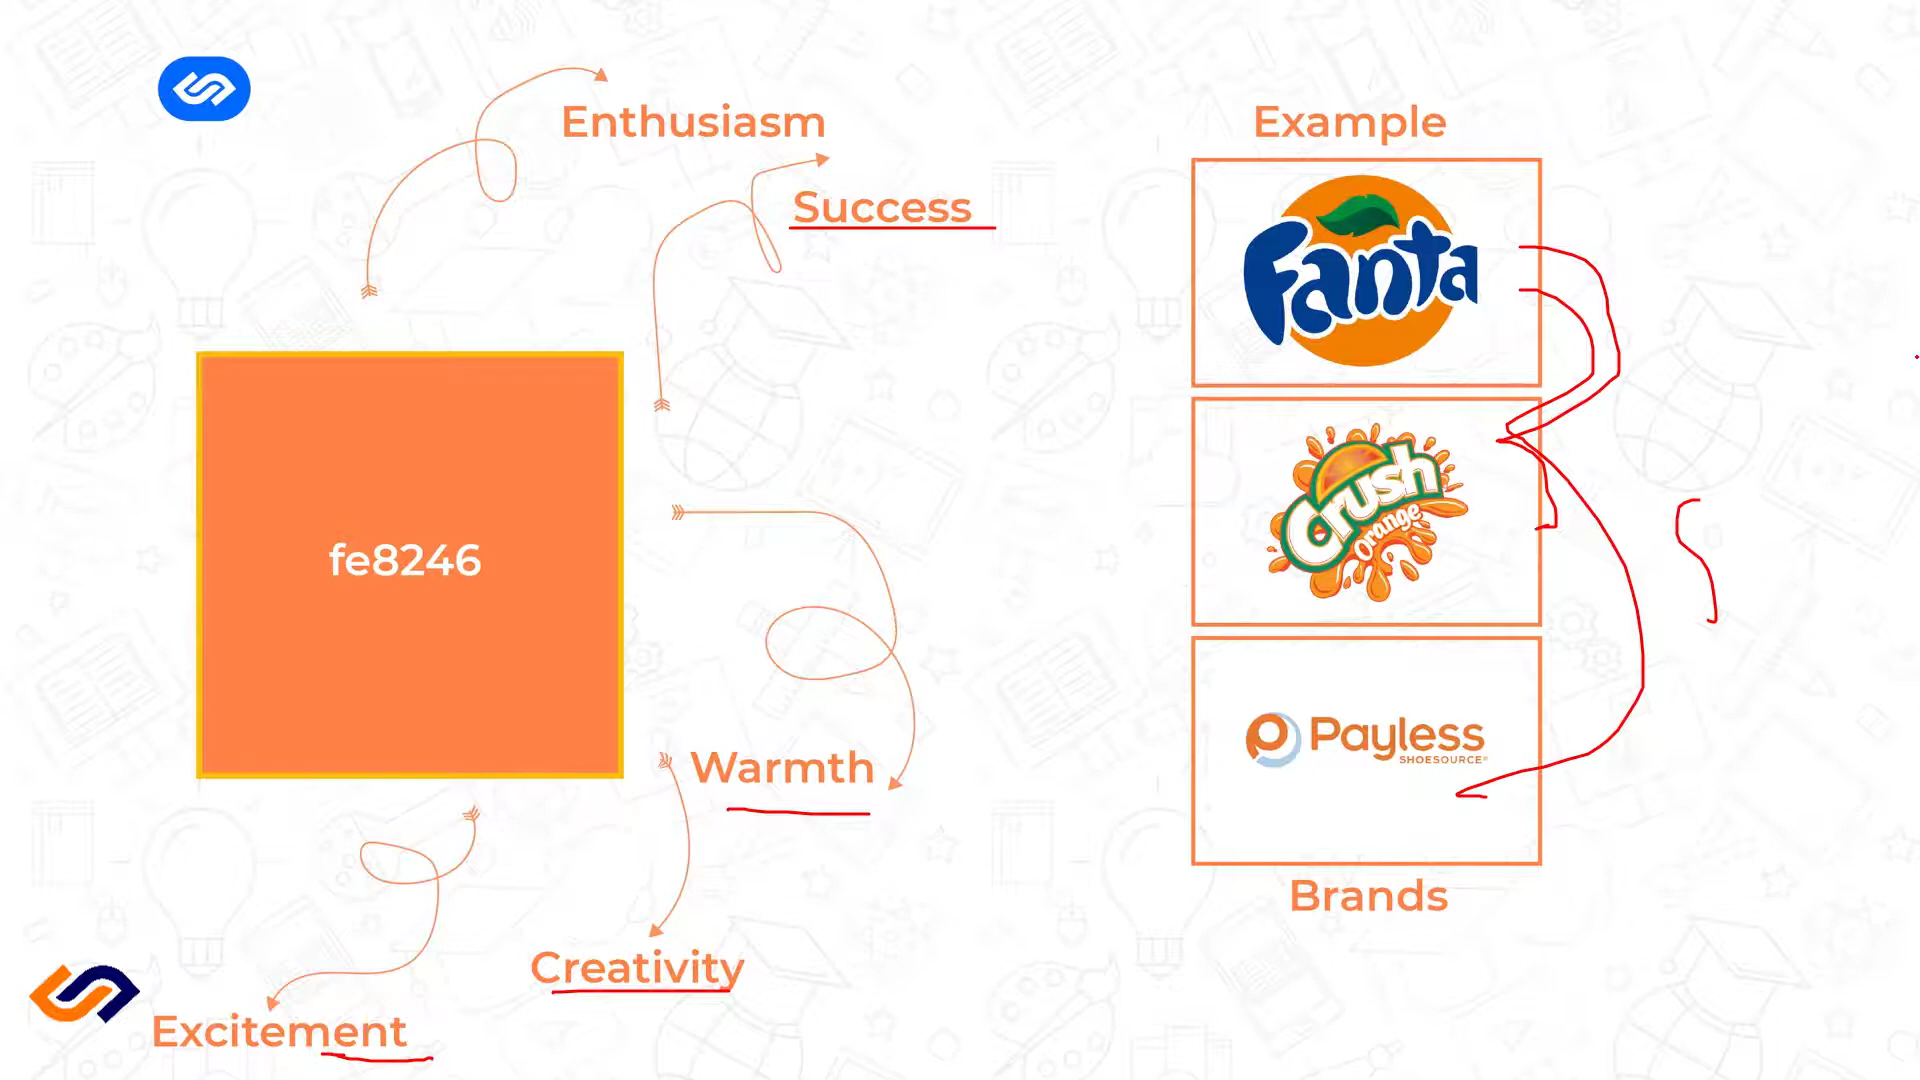 Enthusiasm
Success
fe8246
Warmth
Creativity
Excitement
Example
Fanta
Crush
Orange
Payless
SHOESOURCE®
Brands